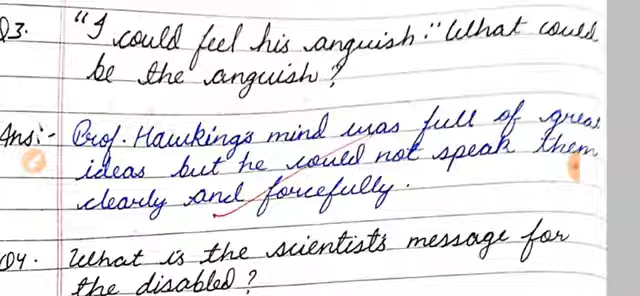 Q3. "I could feel his anguish." What could
be the anguish?
Ans:- Prof. Hawking's mind was full of great
ideas but he could not speak them
clearly and forcefully.
Q4. What is the scientists message for
the disabled?